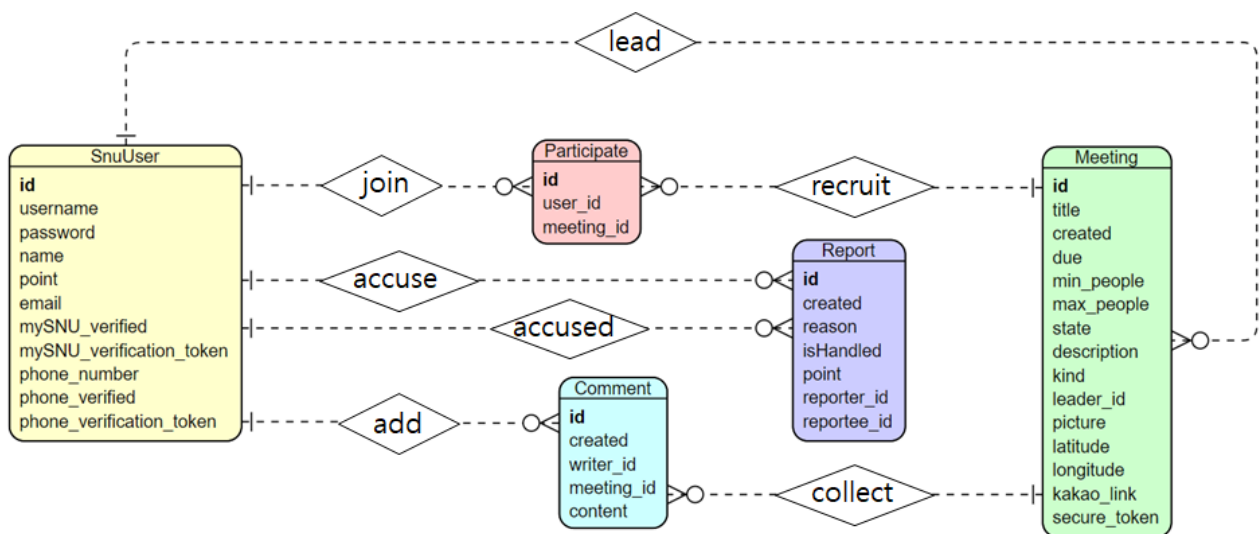 lead
SnuUser
id
username
password
name
point
email
mySNU_verified
mySNU_verification_token
phone_number
phone_verified
phone_verification_token
join
Participate
id
user_id
meeting_id
recruit
accuse
accused
Report
id
created
reason
isHandled
point
reporter_id
reportee_id
add
Comment
id
created
writer_id
meeting_id
content
collect
Meeting
id
title
created
due
min_people
max_people
state
description
kind
leader_id
picture
latitude
longitude
kakao_link
secure_token